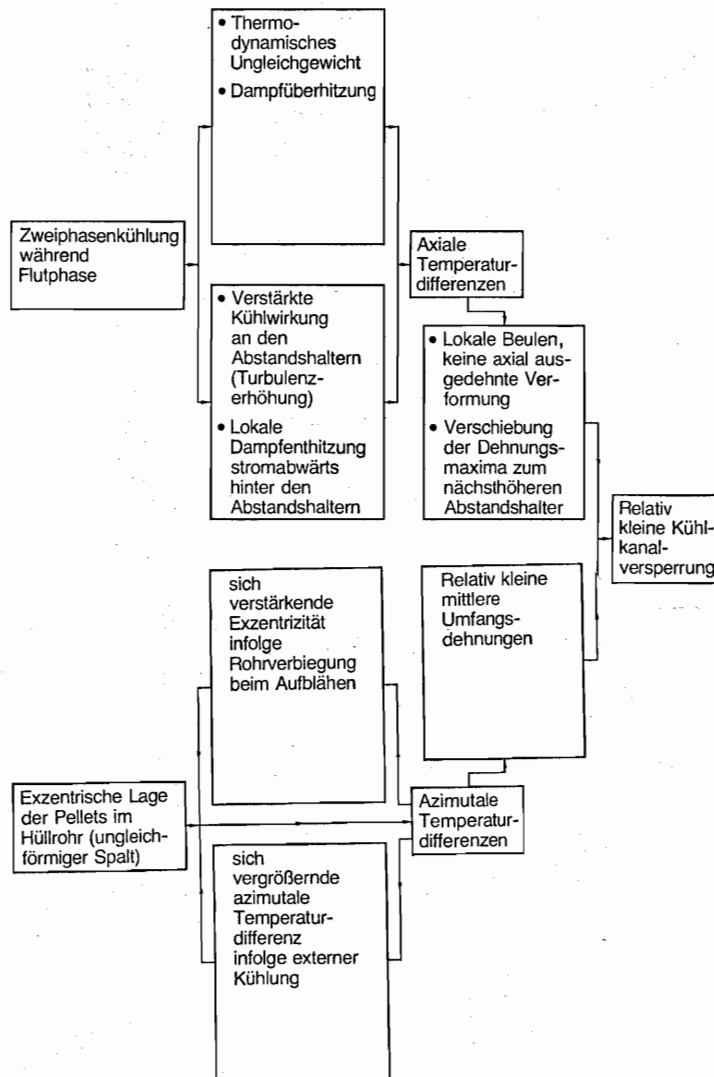 • Thermo-
dynamisches
Ungleichgewicht
• Dampfüberhitzung
Zweiphasenkühlung
während
Flutphase
Axiale
Temperatur-
differenzen
• Verstärkte
Kühlwirkung
an den
Abstandshaltern
(Turbulenz-
erhöhung)
• Lokale
Dampfenthitzung
stromabwärts
hinter den
Abstandshaltern
• Lokale Beulen,
keine axial aus-
gedehnte Ver-
formung
• Verschiebung
der Dehnungs-
maxima zum
nächsthöheren
Abstandshalter
Relativ
kleine Kühl-
kanal-
versperrung
sich
verstärkende
Exzentrizität
infolge
Rohrverbiegung
beim Aufblähen
Relativ kleine
mittlere
Umfangs-
dehnungen
Exzentrische Lage
der Pellets im
Hüllrohr (ungleich-
förmiger Spalt)
Azimutale
Temperatur-
differenzen
sich
vergrößernde
azimutale
Temperatur-
differenz
infolge externer
Kühlung